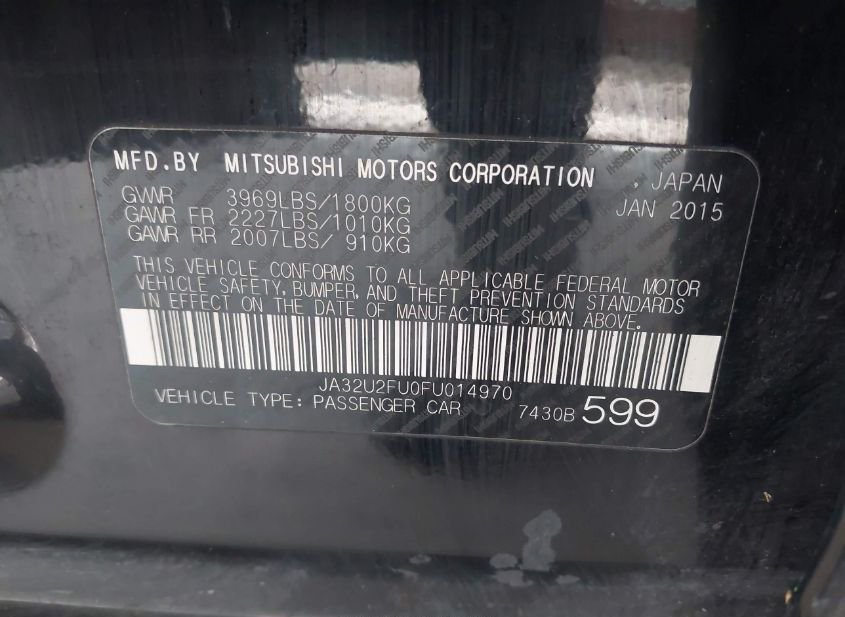 MFD.BY MITSUBISHI MOTORS CORPORATION , JAPAN
GVWR 3969LBS/1800KG JAN 2015
GAWR FR 2227LBS/1010KG
GAWR RR 2007LBS/ 910KG
THIS VEHICLE CONFORMS TO ALL APPLICABLE FEDERAL MOTOR
VEHICLE SAFETY, BUMPER, AND THEFT PREVENTION STANDARDS
IN EFFECT ON THE DATE OF MANUFACTURE SHOWN ABOVE.
JA32U2FU0FU014970
VEHICLE TYPE: PASSENGER CAR 7430B 599